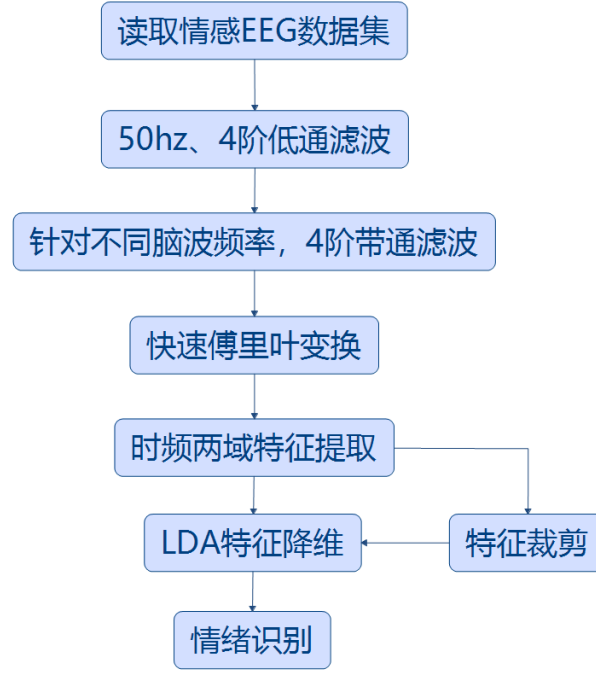 读取情感EEG数据集
50hz、4阶低通滤波
针对不同脑波频率，4阶带通滤波
快速傅里叶变换
时频两域特征提取
LDA特征降维
特征裁剪
情绪识别